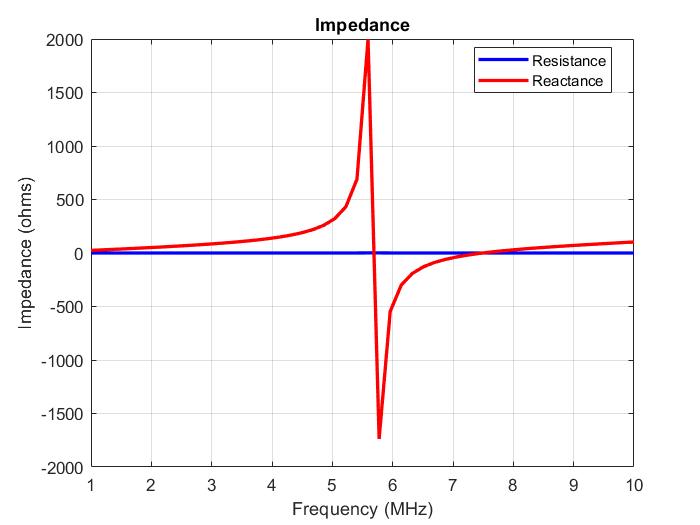 Impedance
Resistance
Reactance
2000
1500
1000
500
0
-500
-1000
-1500
-2000
Impedance (ohms)
1 2 3 4 5 6 7 8 9 10
Frequency (MHz)